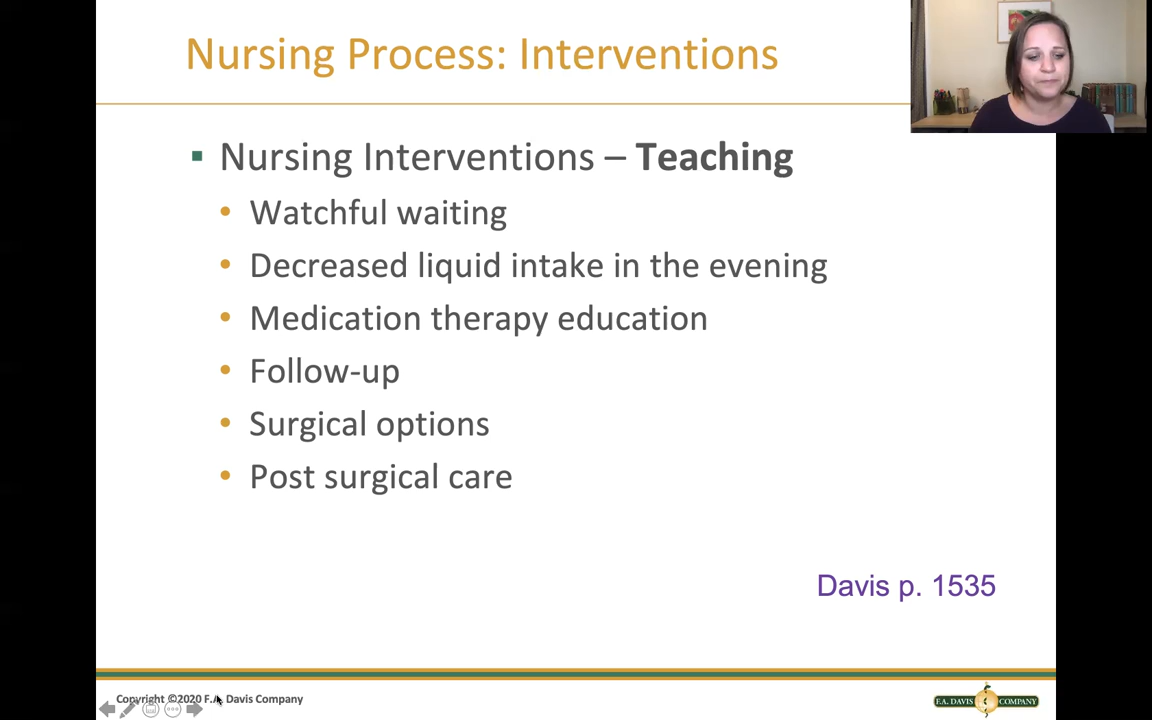 Nursing Process: Interventions
Nursing Interventions – Teaching
Watchful waiting
Decreased liquid intake in the evening
Medication therapy education
Follow-up
Surgical options
Post surgical care
Davis p. 1535
Copyright ©2020 F.A. Davis Company
F.A. DAVIS COMPANY